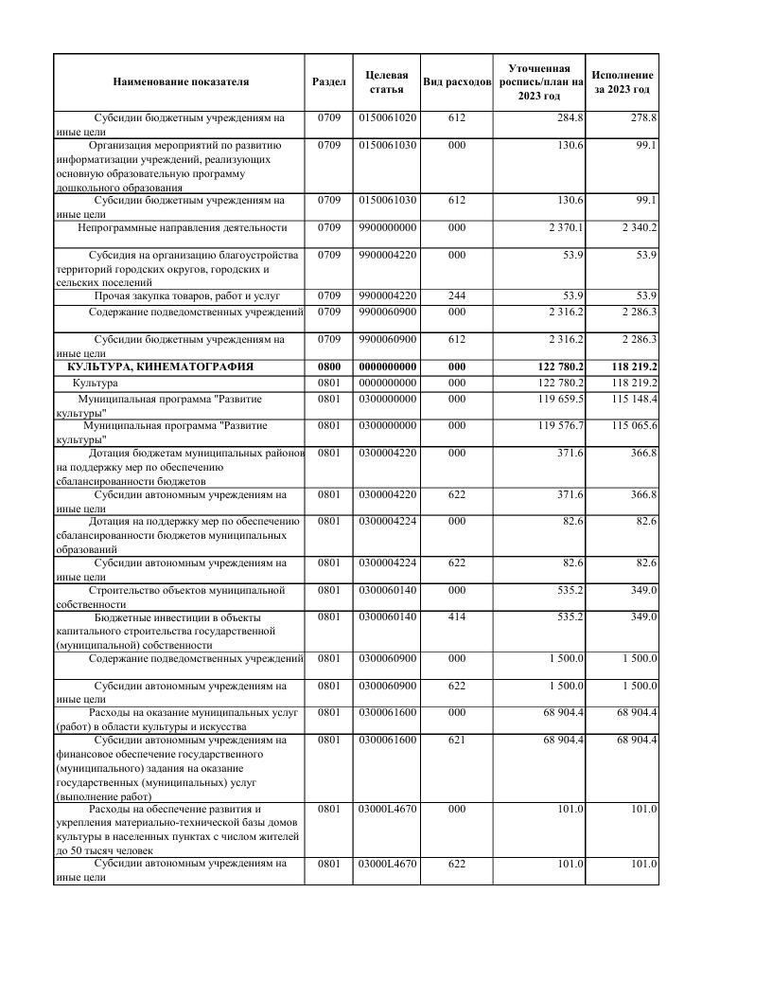 Наименование показателя
Раздел
Целевая
статья
Вид расходов
Уточненная
роспись/план на
2023 год
Исполнение
за 2023 год
Субсидии бюджетным учреждениям на 0709 0150061020 612 284.8 278.8
иные цели
Организация мероприятий по развитию 0709 0150061030 000 130.6 99.1
информатизации учреждений, реализующих
основную образовательную программу
дошкольного образования
Субсидии бюджетным учреждениям на 0709 0150061030 612 130.6 99.1
иные цели
Непрограммные направления деятельности 0709 9900000000 000 2 370.1 2 340.2
Субсидия на организацию благоустройства 0709 9900004220 000 53.9 53.9
территорий городских округов, городских и
сельских поселений
Прочая закупка товаров, работ и услуг 0709 9900004220 244 53.9 53.9
Содержание подведомственных учреждений 0709 9900060900 000 2 316.2 2 286.3
Субсидии бюджетным учреждениям на 0709 9900060900 612 2 316.2 2 286.3
иные цели
КУЛЬТУРА, КИНЕМАТОГРАФИЯ 0800 0000000000 000 122 780.2 118 219.2
Культура 0801 0000000000 000 122 780.2 118 219.2
Муниципальная программа "Развитие 0801 0300000000 000 119 659.5 115 148.4
культуры"
Муниципальная программа "Развитие 0801 0300000000 000 119 576.7 115 065.6
культуры"
Дотация бюджетам муниципальных районов 0801 0300004220 000 371.6 366.8
на поддержку мер по обеспечению
сбалансированности бюджетов
Субсидии автономным учреждениям на 0801 0300004220 622 371.6 366.8
иные цели
Дотация на поддержку мер по обеспечению 0801 0300004224 000 82.6 82.6
сбалансированности бюджетов муниципальных
образований
Субсидии автономным учреждениям на 0801 0300004224 622 82.6 82.6
иные цели
Строительство объектов муниципальной 0801 0300060140 000 535.2 349.0
собственности
Бюджетные инвестиции в объекты 0801 0300060140 414 535.2 349.0
капитального строительства государственной
(муниципальной) собственности
Содержание подведомственных учреждений 0801 0300060900 000 1 500.0 1 500.0
Субсидии автономным учреждениям на 0801 0300060900 622 1 500.0 1 500.0
иные цели
Расходы на оказание муниципальных услуг 0801 0300061600 000 68 904.4 68 904.4
(работ) в области культуры и искусства
Субсидии автономным учреждениям на 0801 0300061600 621 68 904.4 68 904.4
финансовое обеспечение государственного
(муниципального) задания на оказание
государственных (муниципальных) услуг
(выполнение работ)
Расходы на обеспечение развития и 0801 03000L4670 000 101.0 101.0
укрепления материально-технической базы домов
культуры в населенных пунктах с числом жителей
до 50 тысяч человек
Субсидии автономным учреждениям на 0801 03000L4670 622 101.0 101.0
иные цели